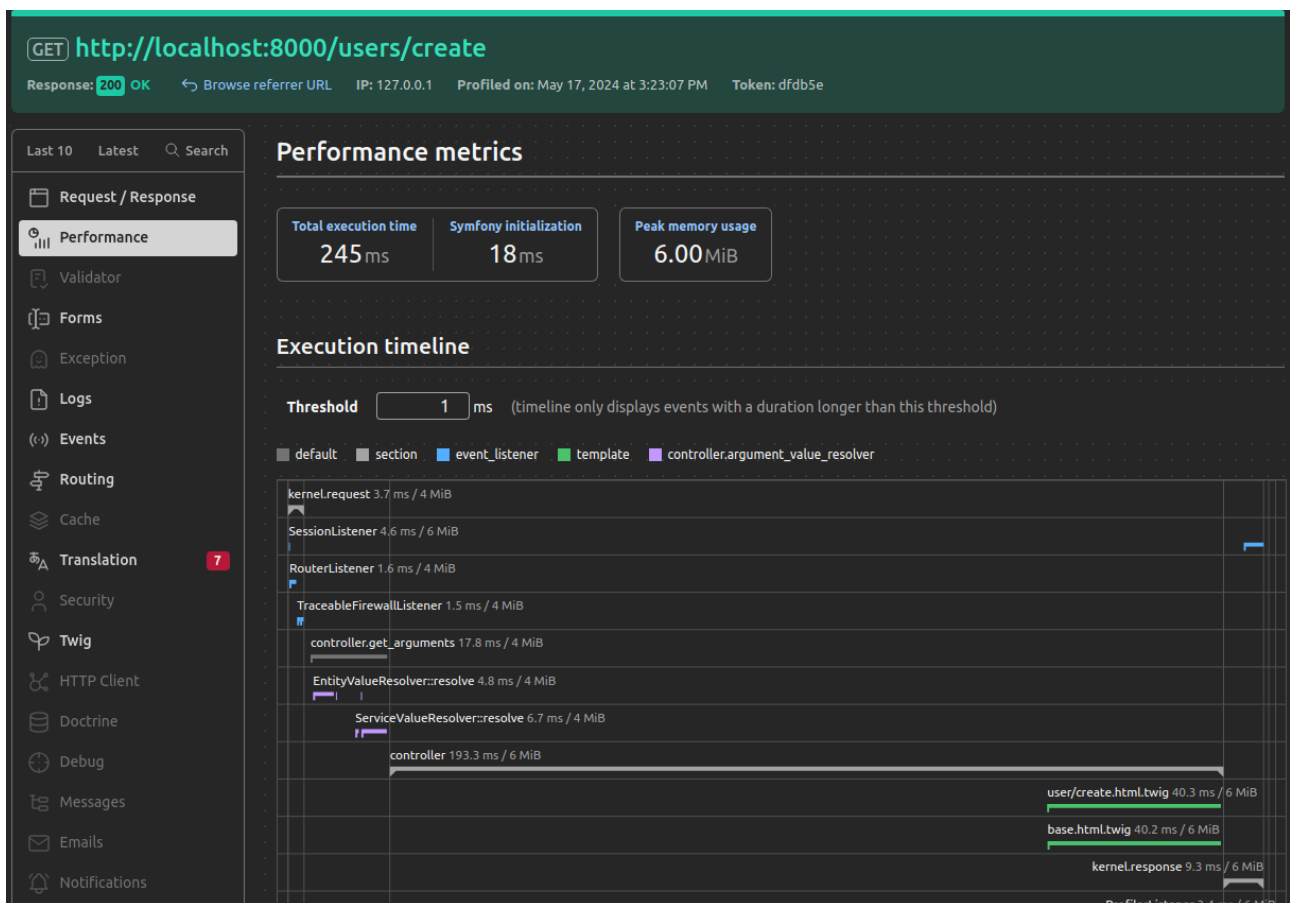 GET http://localhost:8000/users/create
Response: 200 OK Browse referrer URL IP: 127.0.0.1 Profiled on: May 17, 2024 at 3:23:07 PM Token: dfdb5e
Last 10 Latest Search
Request / Response
Performance
Validator
Forms
Exception
Logs
Events
Routing
Cache
Translation 7
Security
Twig
HTTP Client
Doctrine
Debug
Messages
Emails
Notifications
Performance metrics
Total execution time
245 ms
Symfony initialization
18 ms
Peak memory usage
6.00 MiB
Execution timeline
Threshold 1 ms (timeline only displays events with a duration longer than this threshold)
default section event_listener template controller.argument_value_resolver
kernel.request 3.7 ms / 4 MiB
SessionListener 4.6 ms / 6 MiB
RouterListener 1.6 ms / 4 MiB
TraceableFirewallListener 1.5 ms / 4 MiB
controller.get_arguments 17.8 ms / 4 MiB
EntityValueResolver::resolve 4.8 ms / 4 MiB
ServiceValueResolver::resolve 6.7 ms / 4 MiB
controller 193.3 ms / 6 MiB
user/create.html.twig 40.3 ms / 6 MiB
base.html.twig 40.2 ms / 6 MiB
kernel.response 9.3 ms / 6 MiB